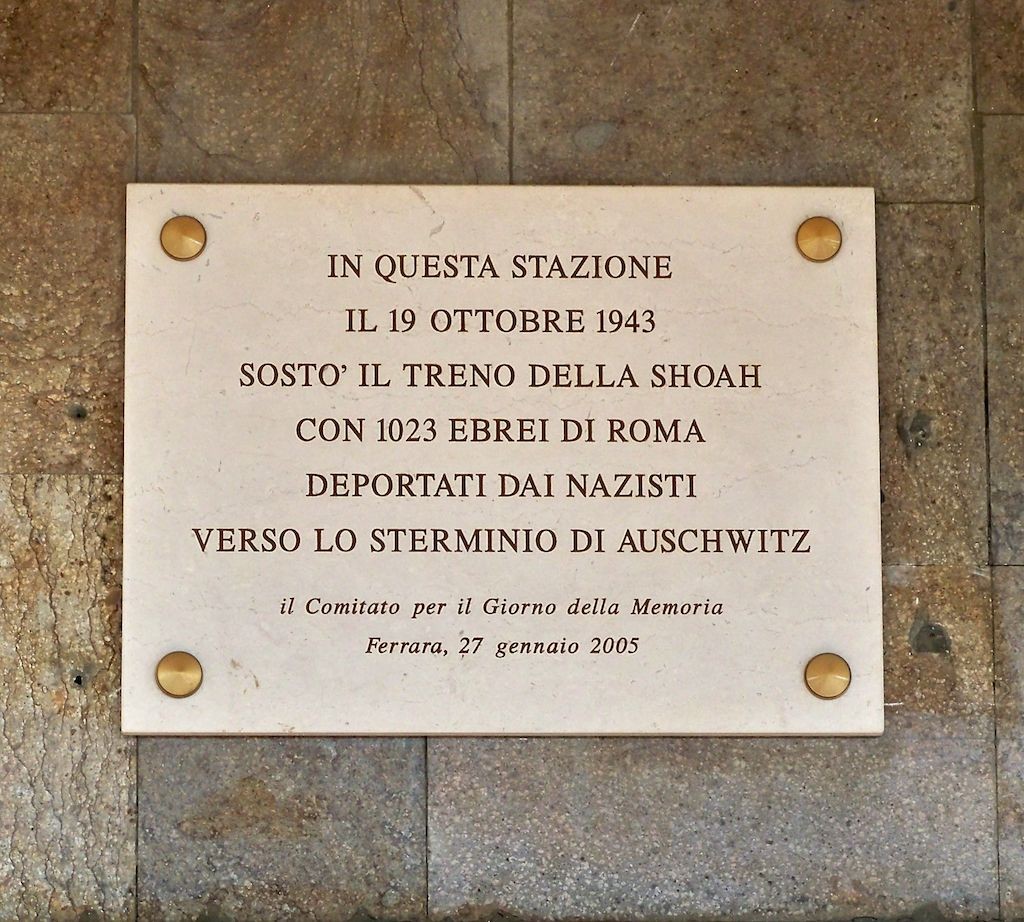 IN QUESTA STAZIONE
IL 19 OTTOBRE 1943
SOSTO’ IL TRENO DELLA SHOAH
CON 1023 EBREI DI ROMA
DEPORTATI DAI NAZISTI
VERSO LO STERMINIO DI AUSCHWITZ
il Comitato per il Giorno della Memoria
Ferrara, 27 gennaio 2005